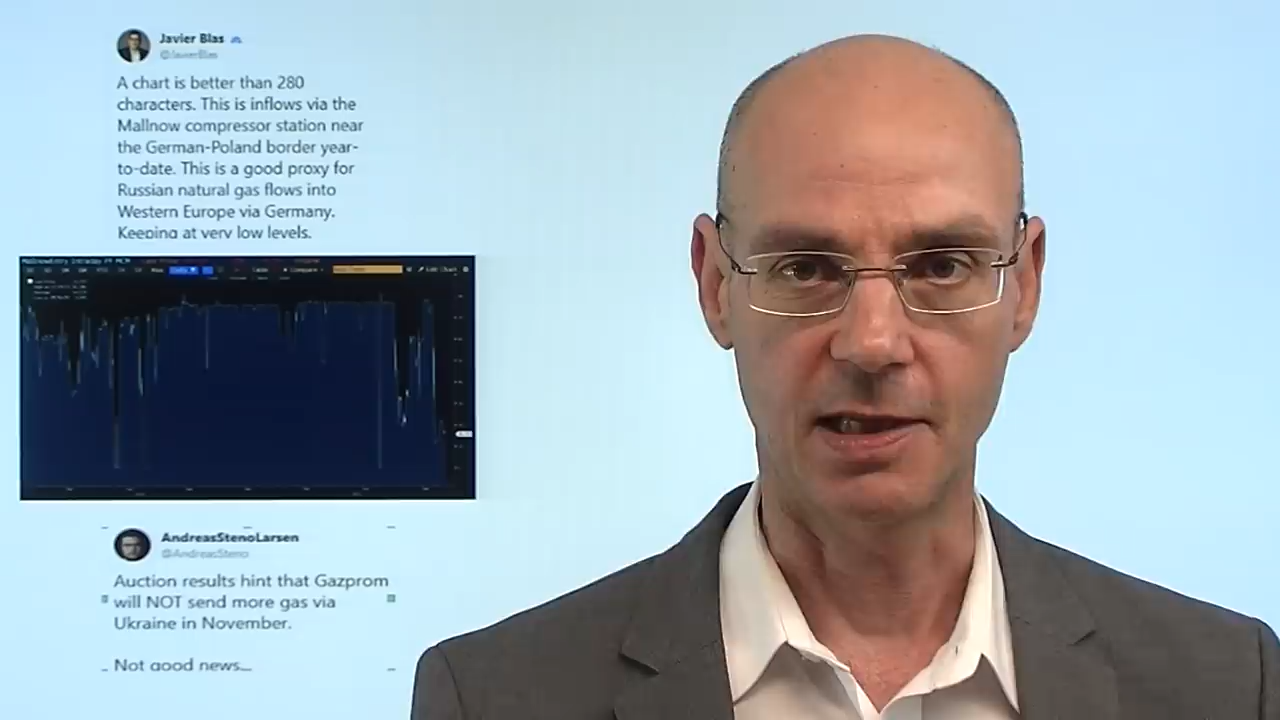 Javier Blas
@JavierBlas
A chart is better than 280
characters. This is inflows via the
Mallnow compressor station near
the German-Poland border year-
to-date. This is a good proxy for
Russian natural gas flows into
Western Europe via Germany.
Keeping at very low levels.
AndreasStenoLarsen
@AndreasSteno
Auction results hint that Gazprom
will NOT send more gas via
Ukraine in November.
Not good news...